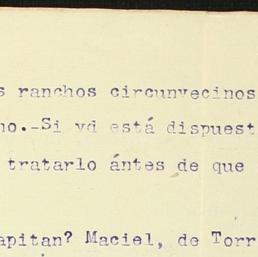 s ranchos circunvecinos
no.-Si vd está dispuest
tratarlo ántes de que
apitan? Maciel, de Torr